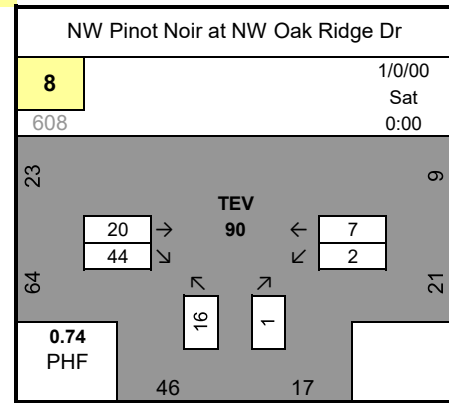 NW Pinot Noir at NW Oak Ridge Dr
8
1/0/00
608
Sat
0:00
23
9
TEV
90
20 → ← 7
44 ↘ ↙ 2
↖ ↗
64
21
16
1
0.74
PHF
46
17